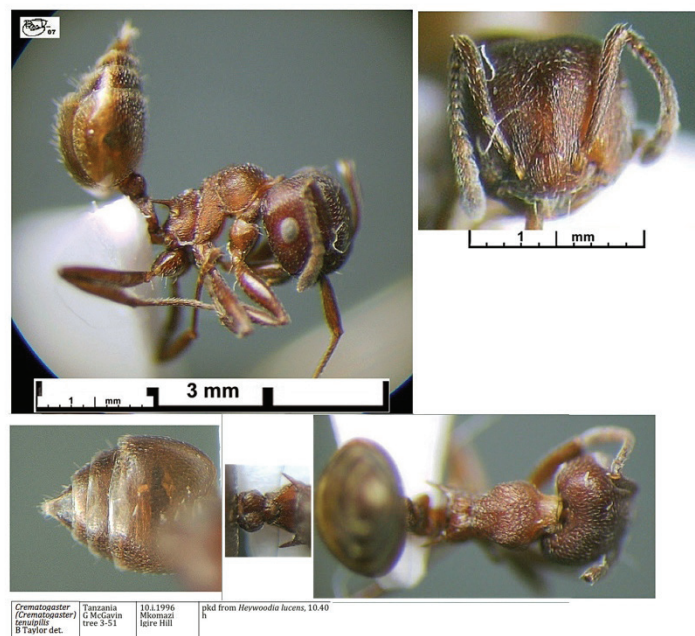 07
1 mm
1 mm
3 mm
Crematogaster (Crematogaster) tenuipilis B Taylor det.
Tanzania G McGavin tree 3-51
10.i.1996 Mkomazi Igire Hill
pkd from Heywoodia lucens, 10.40 h